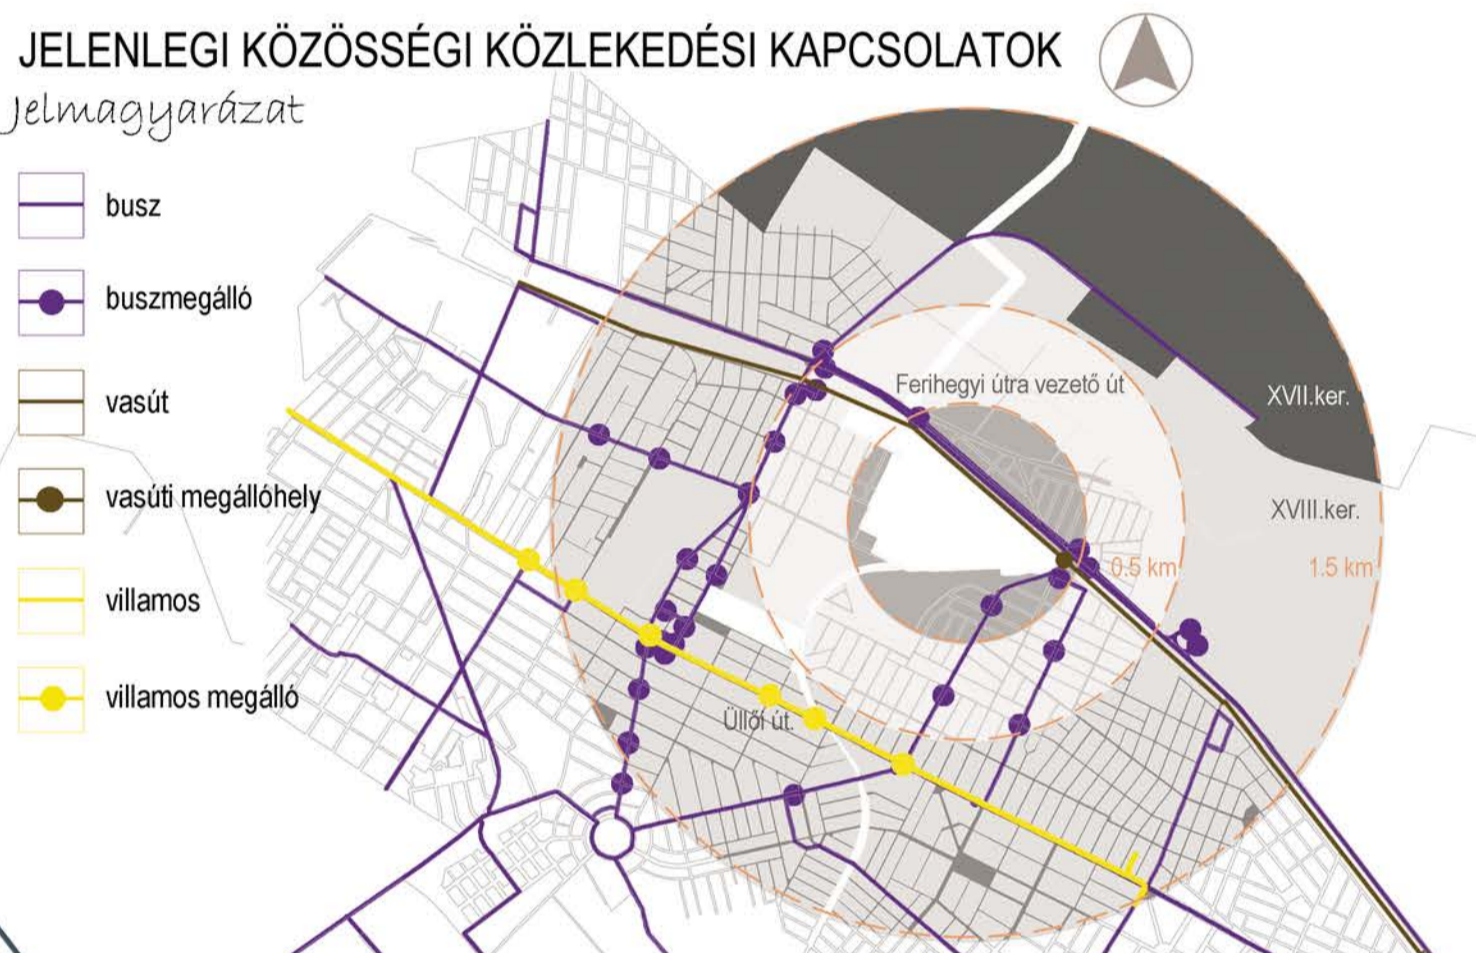 JELENLEGI KÖZÖSSÉGI KÖZLEKEDÉSI KAPCSOLATOK
Jelmagyarázat
busz
buszmegálló
vasút
vasúti megállóhely
villamos
villamos megálló
Ferihegyi útra vezető út
XVII.ker.
XVIII.ker.
0.5 km
1.5 km
Üllői út.